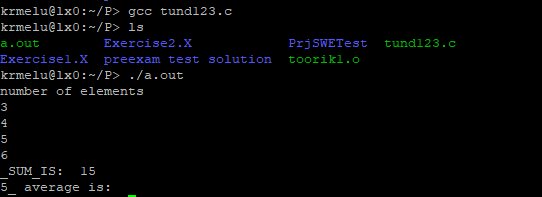 krmelu@lx0:~/P> gcc tund123.c
krmelu@lx0:~/P> ls
a.out Exercise2.X PrjSWETest tund123.c
Exercise1.X preexam test solution toorik1.o
krmelu@lx0:~/P> ./a.out
number of elements
3
4
5
6
_SUM_IS: 15
5_ average is: